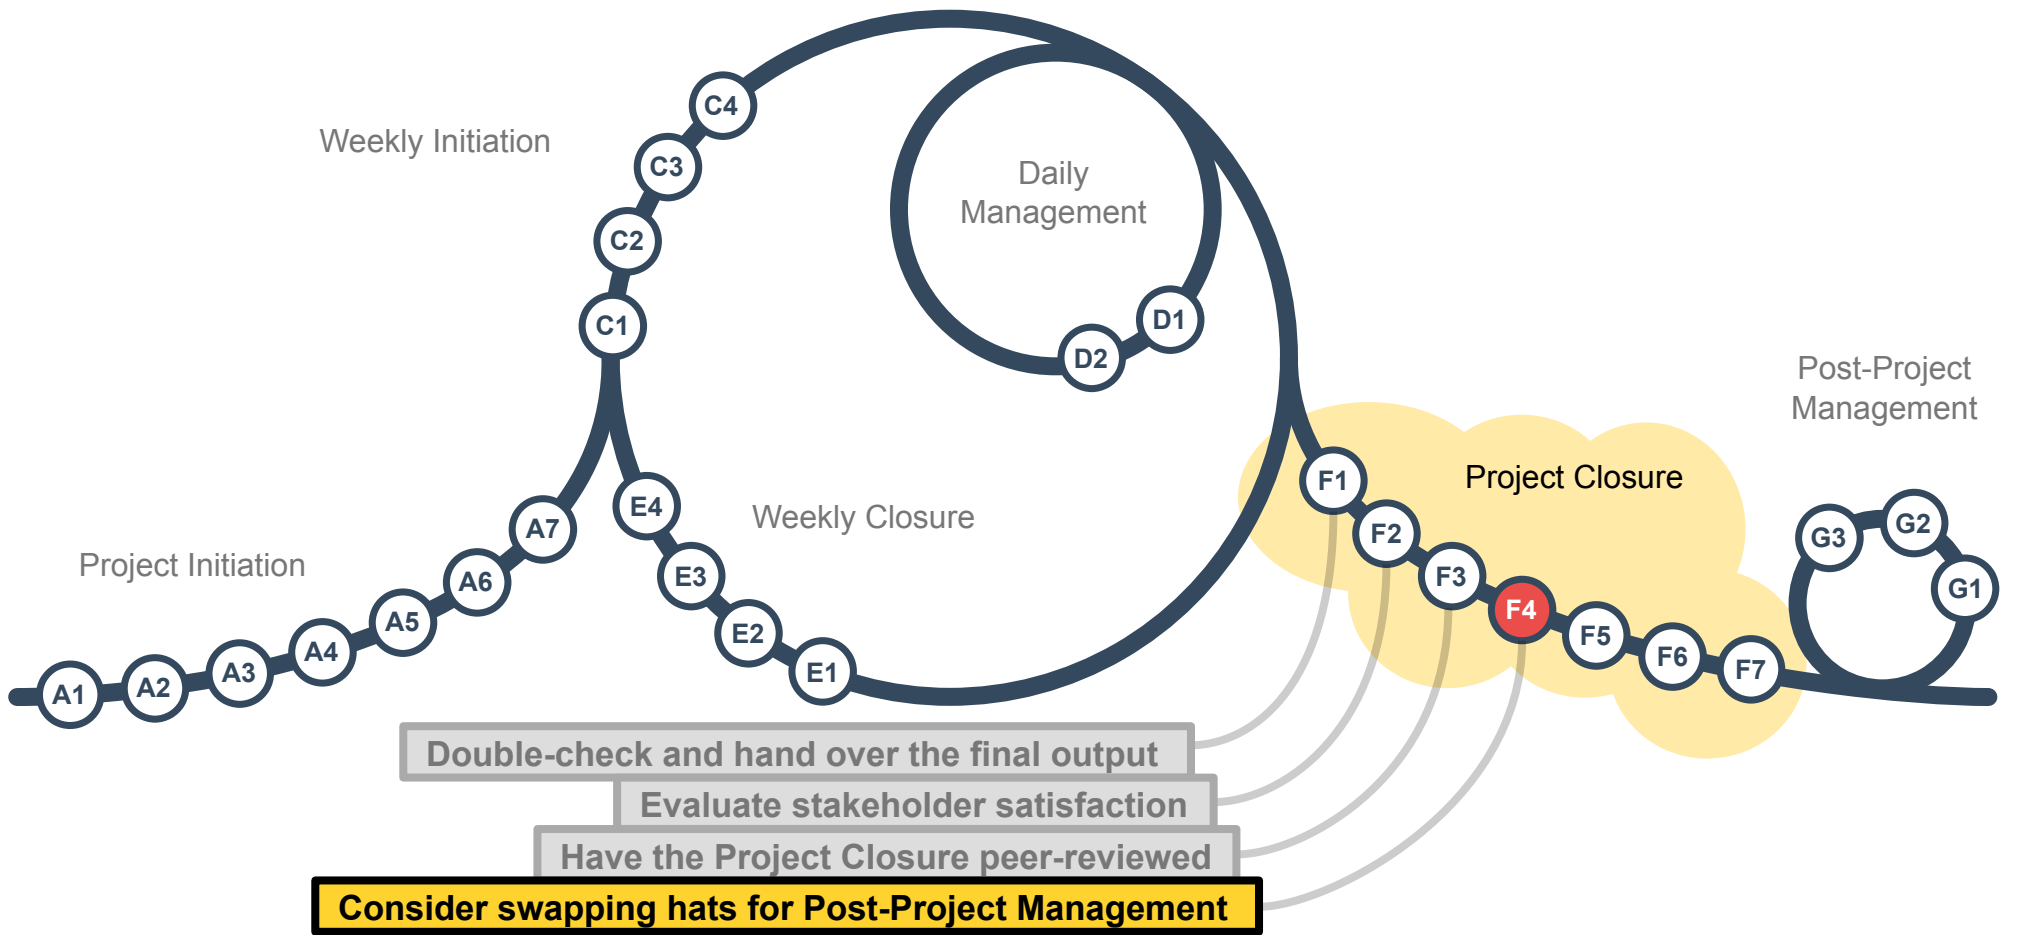 C4
Weekly Initiation
C3
Daily
Management
C2
C1
D1
D2
Post-Project
Management
F1
Project Closure
E4
Weekly Closure
A7
F2
G3
G2
Project Initiation
A6
E3
F3
G1
A5
F4
A4
E2
F5
A3
E1
F6
F7
A2
A1
Double-check and hand over the final output
Evaluate stakeholder satisfaction
Have the Project Closure peer-reviewed
Consider swapping hats for Post-Project Management